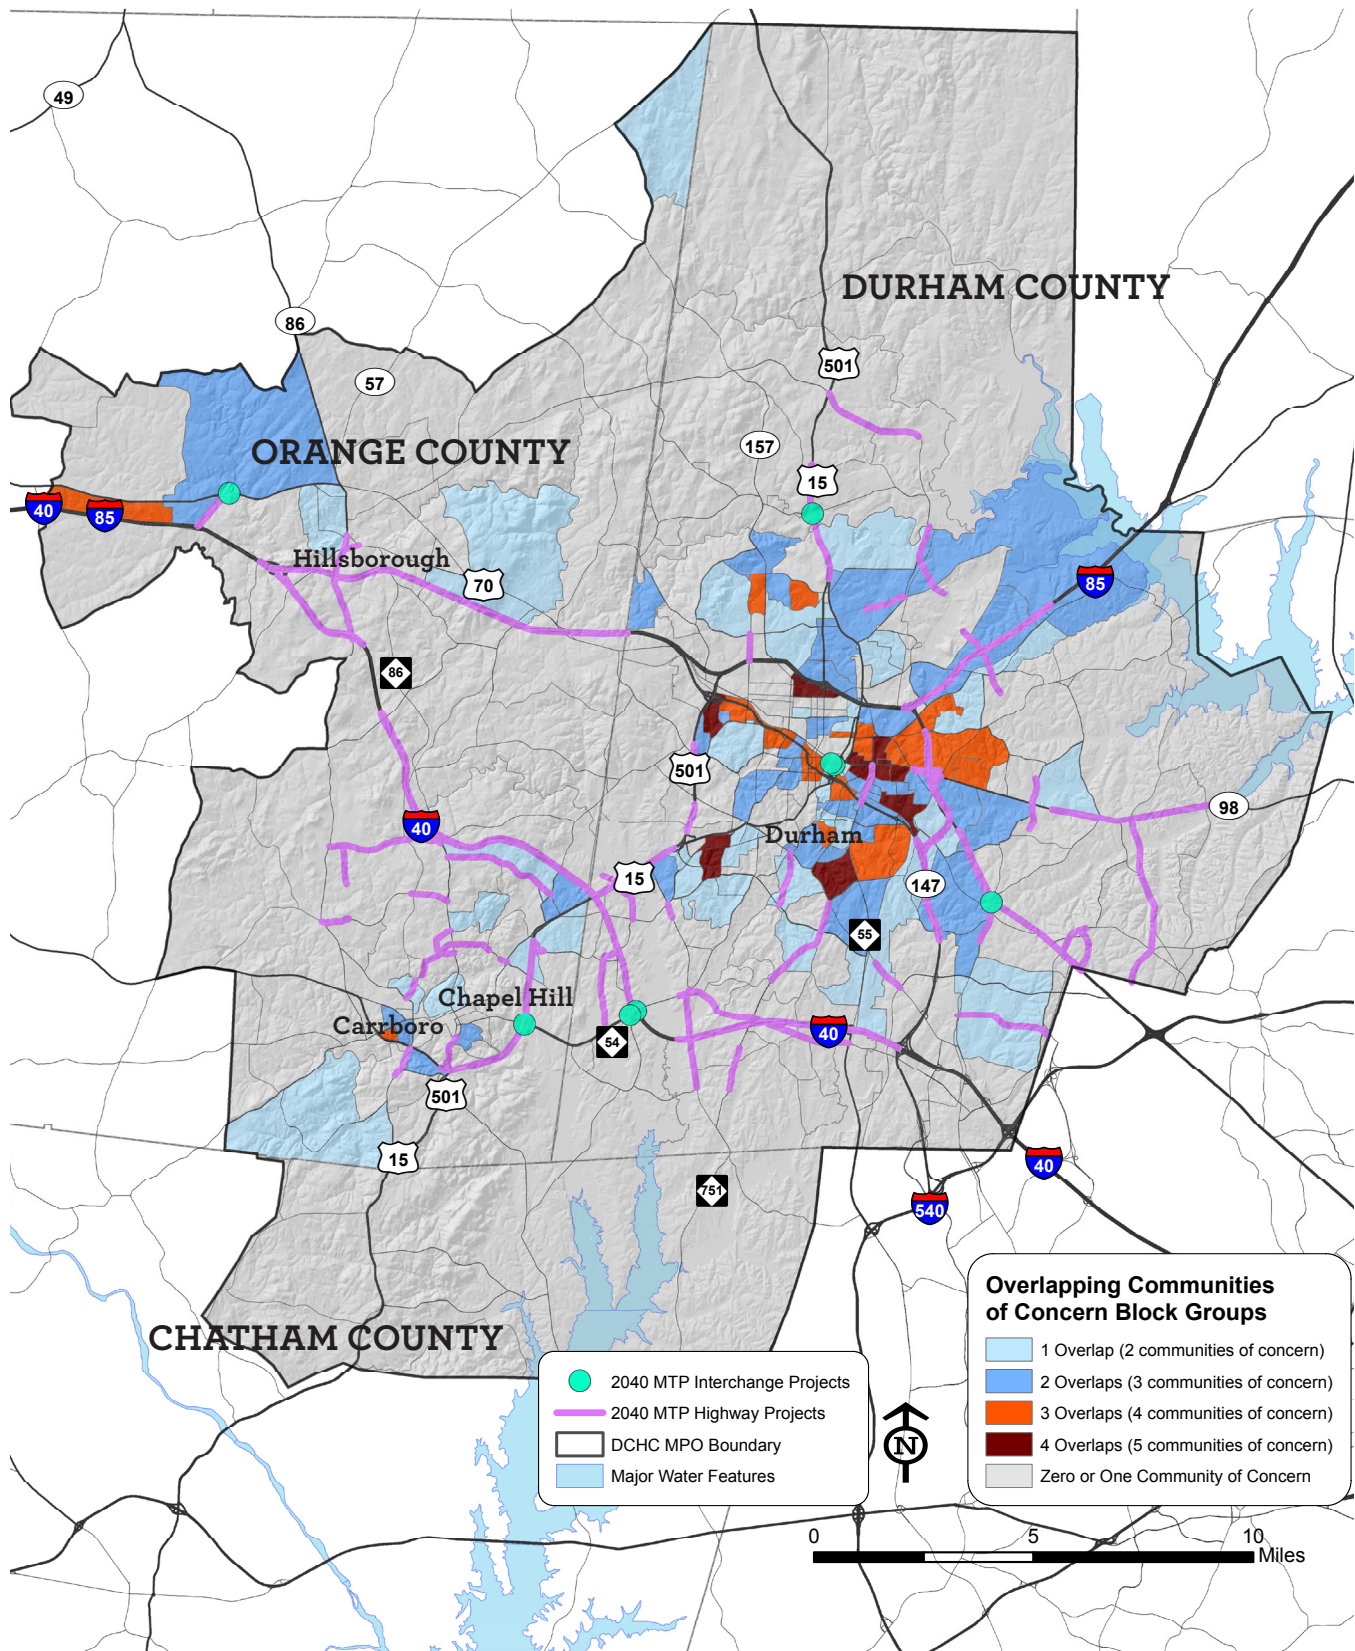 49
DURHAM COUNTY
86
501
57
157
ORANGE COUNTY
15
40
85
Hillsborough
70
85
86
501
98
40
Durham
15
147
55
Chapel Hill
Carrboro
54
40
501
15
40
751
540
CHATHAM COUNTY
Overlapping Communities
of Concern Block Groups
1 Overlap (2 communities of concern)
2 Overlaps (3 communities of concern)
3 Overlaps (4 communities of concern)
4 Overlaps (5 communities of concern)
Zero or One Community of Concern
2040 MTP Interchange Projects
2040 MTP Highway Projects
DCHC MPO Boundary
Major Water Features
N
0 5 10
Miles